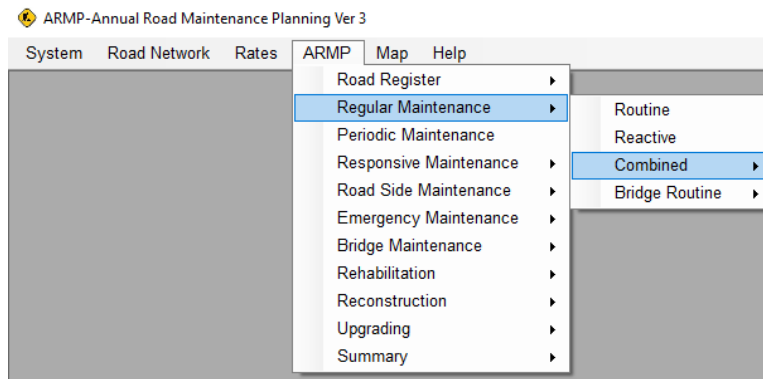 ARMP-Annual Road Maintenance Planning Ver 3
System Road Network Rates ARMP Map Help
Road Register
Regular Maintenance
Periodic Maintenance
Responsive Maintenance
Road Side Maintenance
Emergency Maintenance
Bridge Maintenance
Rehabilitation
Reconstruction
Upgrading
Summary
Routine
Reactive
Combined
Bridge Routine